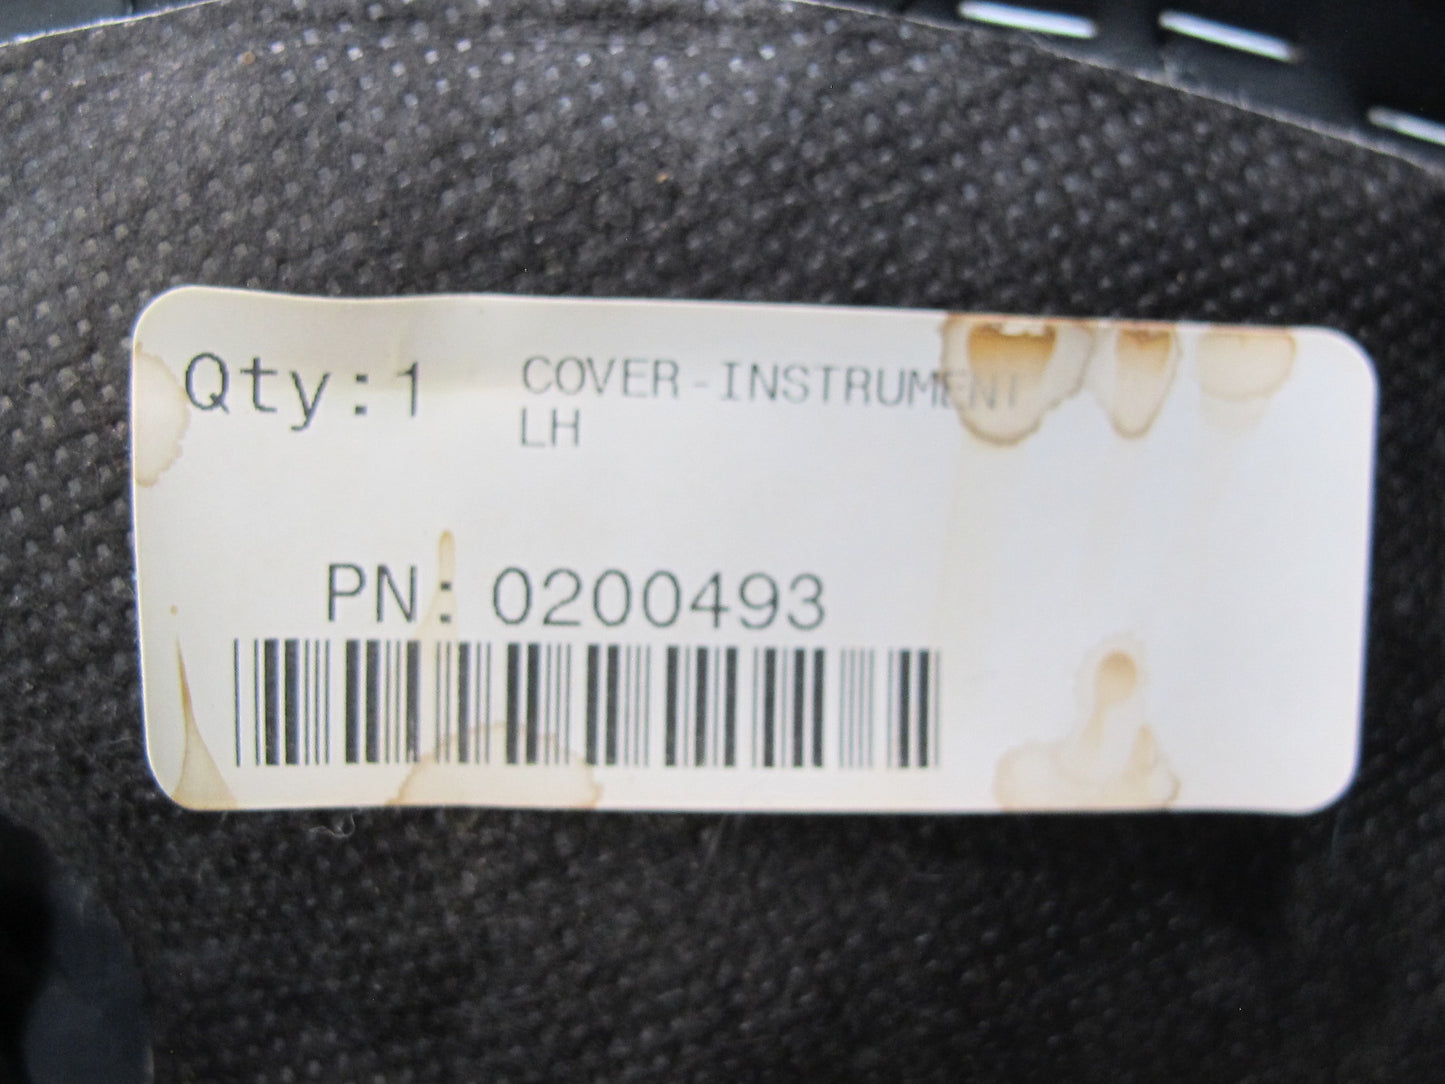 Qty:1
COVER-INSTRUMENT
LH
PN: 0200493